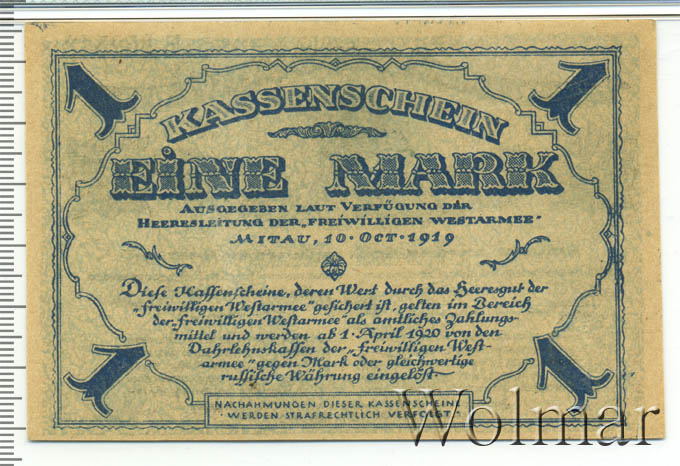 1 1
KASSENSCHEIN
EINE MARK
AUSGEGEBEN LAUT VERFÜGUNG DER
HEERESLEITUNG DER „FREIWILLIGEN WESTARMEE“
MITAU, 10·OCT·1919
Diese Kassenscheine, deren Wert durch das Heeresgut der
„freiwilligen Westarmee“ gesichert ist, gelten im Bereich
der „freiwilligen Westarmee“ als amtliches Zahlungs-
mittel und werden ab 1·April 1920 von den
Darlehnskassen der „freiwilligen West-
armee“ gegen Mark oder gleichwertige
russische Währung eingelöst·
1 1
NACHAHMUNGEN DIESER KASSENSCHEINE
WERDEN STRAFRECHTLICH VERFOLGT·
Wolmar